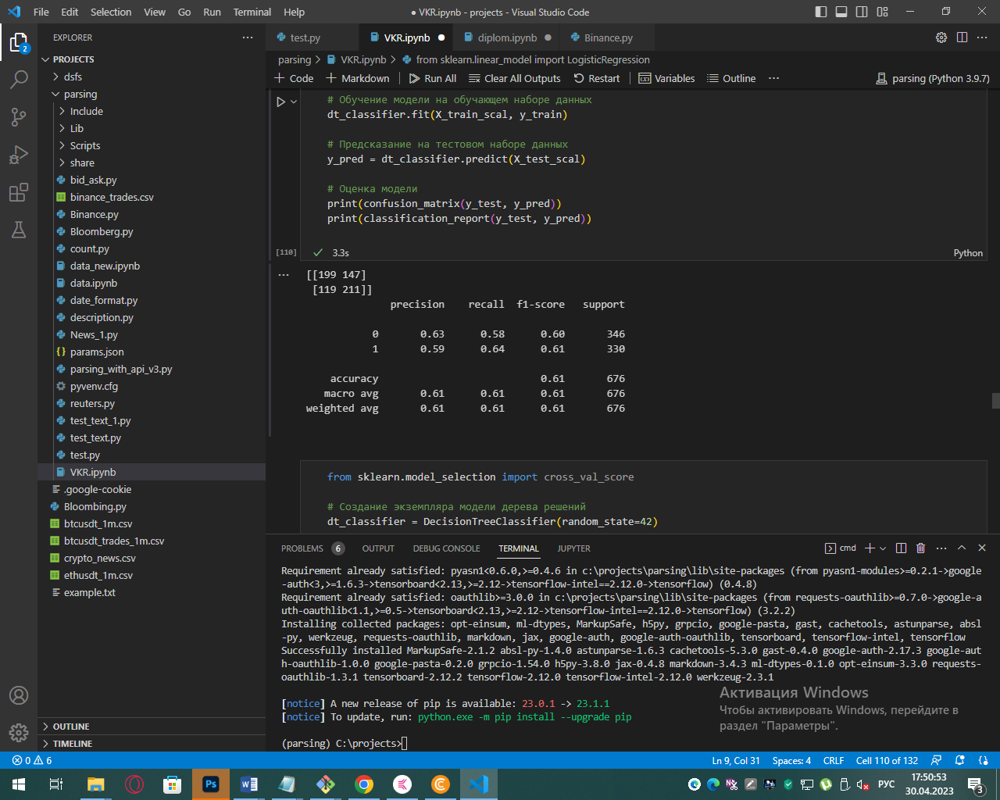 File Edit Selection View Go Run Terminal Help
● VKR.ipynb - projects - Visual Studio Code
EXPLORER
PROJECTS
dsfs
parsing
Include
Lib
Scripts
share
bid_ask.py
binance_trades.csv
Binance.py
Bloomberg.py
count.py
data_new.ipynb
data.ipynb
date_format.py
description.py
News_1.py
params.json
parsing_with_api_v3.py
pyvenv.cfg
reuters.py
test_text_1.py
test_text.py
test.py
VKR.ipynb
.google-cookie
Bloombing.py
btcusdt_1m.csv
btcusdt_trades_1m.csv
crypto_news.csv
ethusdt_1m.csv
example.txt
OUTLINE
TIMELINE
2
test.py VKR.ipynb diplom.ipynb Binance.py
parsing > VKR.ipynb > from sklearn.linear_model import LogisticRegression
+ Code + Markdown Run All Clear All Outputs Restart Variables Outline ... parsing (Python 3.9.7)
# Обучение модели на обучающем наборе данных
dt_classifier.fit(X_train_scal, y_train)
# Предсказание на тестовом наборе данных
y_pred = dt_classifier.predict(X_test_scal)
# Оценка модели
print(confusion_matrix(y_test, y_pred))
print(classification_report(y_test, y_pred))
[110] ✓ 3.3s Python
[[199 147]
[119 211]]
precision recall f1-score support
0 0.63 0.58 0.60 346
1 0.59 0.64 0.61 330
accuracy 0.61 676
macro avg 0.61 0.61 0.61 676
weighted avg 0.61 0.61 0.61 676
from sklearn.model_selection import cross_val_score
# Создание экземпляра модели дерева решений
dt_classifier = DecisionTreeClassifier(random_state=42)
PROBLEMS 6 OUTPUT DEBUG CONSOLE TERMINAL JUPYTER cmd
Requirement already satisfied: pyasn1<0.6.0,>=0.4.6 in c:\projects\parsing\lib\site-packages (from pyasn1-modules>=0.2.1->google
-auth<3,>=1.6.3->tensorboard<2.13,>=2.12->tensorflow-intel==2.12.0->tensorflow) (0.4.8)
Requirement already satisfied: oauthlib>=3.0.0 in c:\projects\parsing\lib\site-packages (from requests-oauthlib>=0.7.0->google-a
uth-oauthlib<1.1,>=0.5->tensorboard<2.13,>=2.12->tensorflow-intel==2.12.0->tensorflow) (3.2.2)
Installing collected packages: opt-einsum, ml-dtypes, MarkupSafe, h5py, grpcio, google-pasta, gast, cachetools, astunparse, absl
-py, werkzeug, requests-oauthlib, markdown, jax, google-auth, google-auth-oauthlib, tensorboard, tensorflow-intel, tensorflow
Successfully installed MarkupSafe-2.1.2 absl-py-1.4.0 astunparse-1.6.3 cachetools-5.3.0 gast-0.4.0 google-auth-2.17.3 google-aut
h-oauthlib-1.0.0 google-pasta-0.2.0 grpcio-1.54.0 h5py-3.8.0 jax-0.4.8 markdown-3.4.3 ml-dtypes-0.1.0 opt-einsum-3.3.0 requests-
oauthlib-1.3.1 tensorboard-2.12.2 tensorflow-2.12.0 tensorflow-intel-2.12.0 werkzeug-2.3.1
[notice] A new release of pip is available: 23.0.1 -> 23.1.1
[notice] To update, run: python.exe -m pip install --upgrade pip
(parsing) C:\projects>
Активация Windows
Чтобы активировать Windows, перейдите в
раздел "Параметры".
0 6 Ln 9, Col 31 Spaces: 4 CRLF Cell 110 of 132
Ps РУС 17:50:53
30.04.2023
3